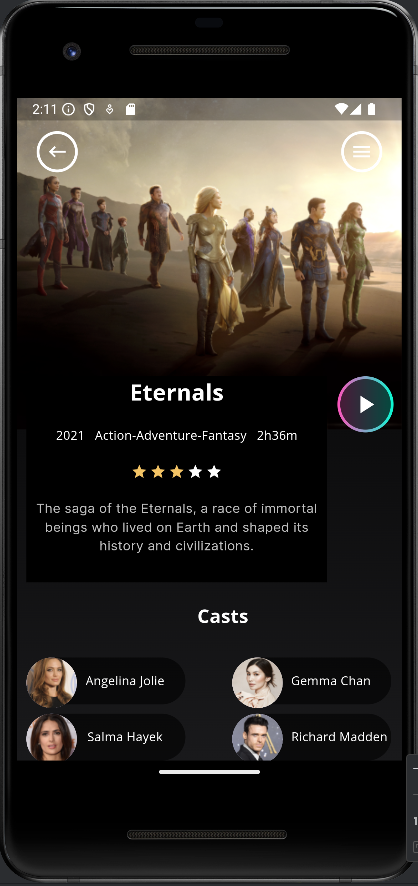 2:11
Eternals
2021 Action-Adventure-Fantasy 2h36m
The saga of the Eternals, a race of immortal
beings who lived on Earth and shaped its
history and civilizations.
Casts
Angelina Jolie
Gemma Chan
Salma Hayek
Richard Madden